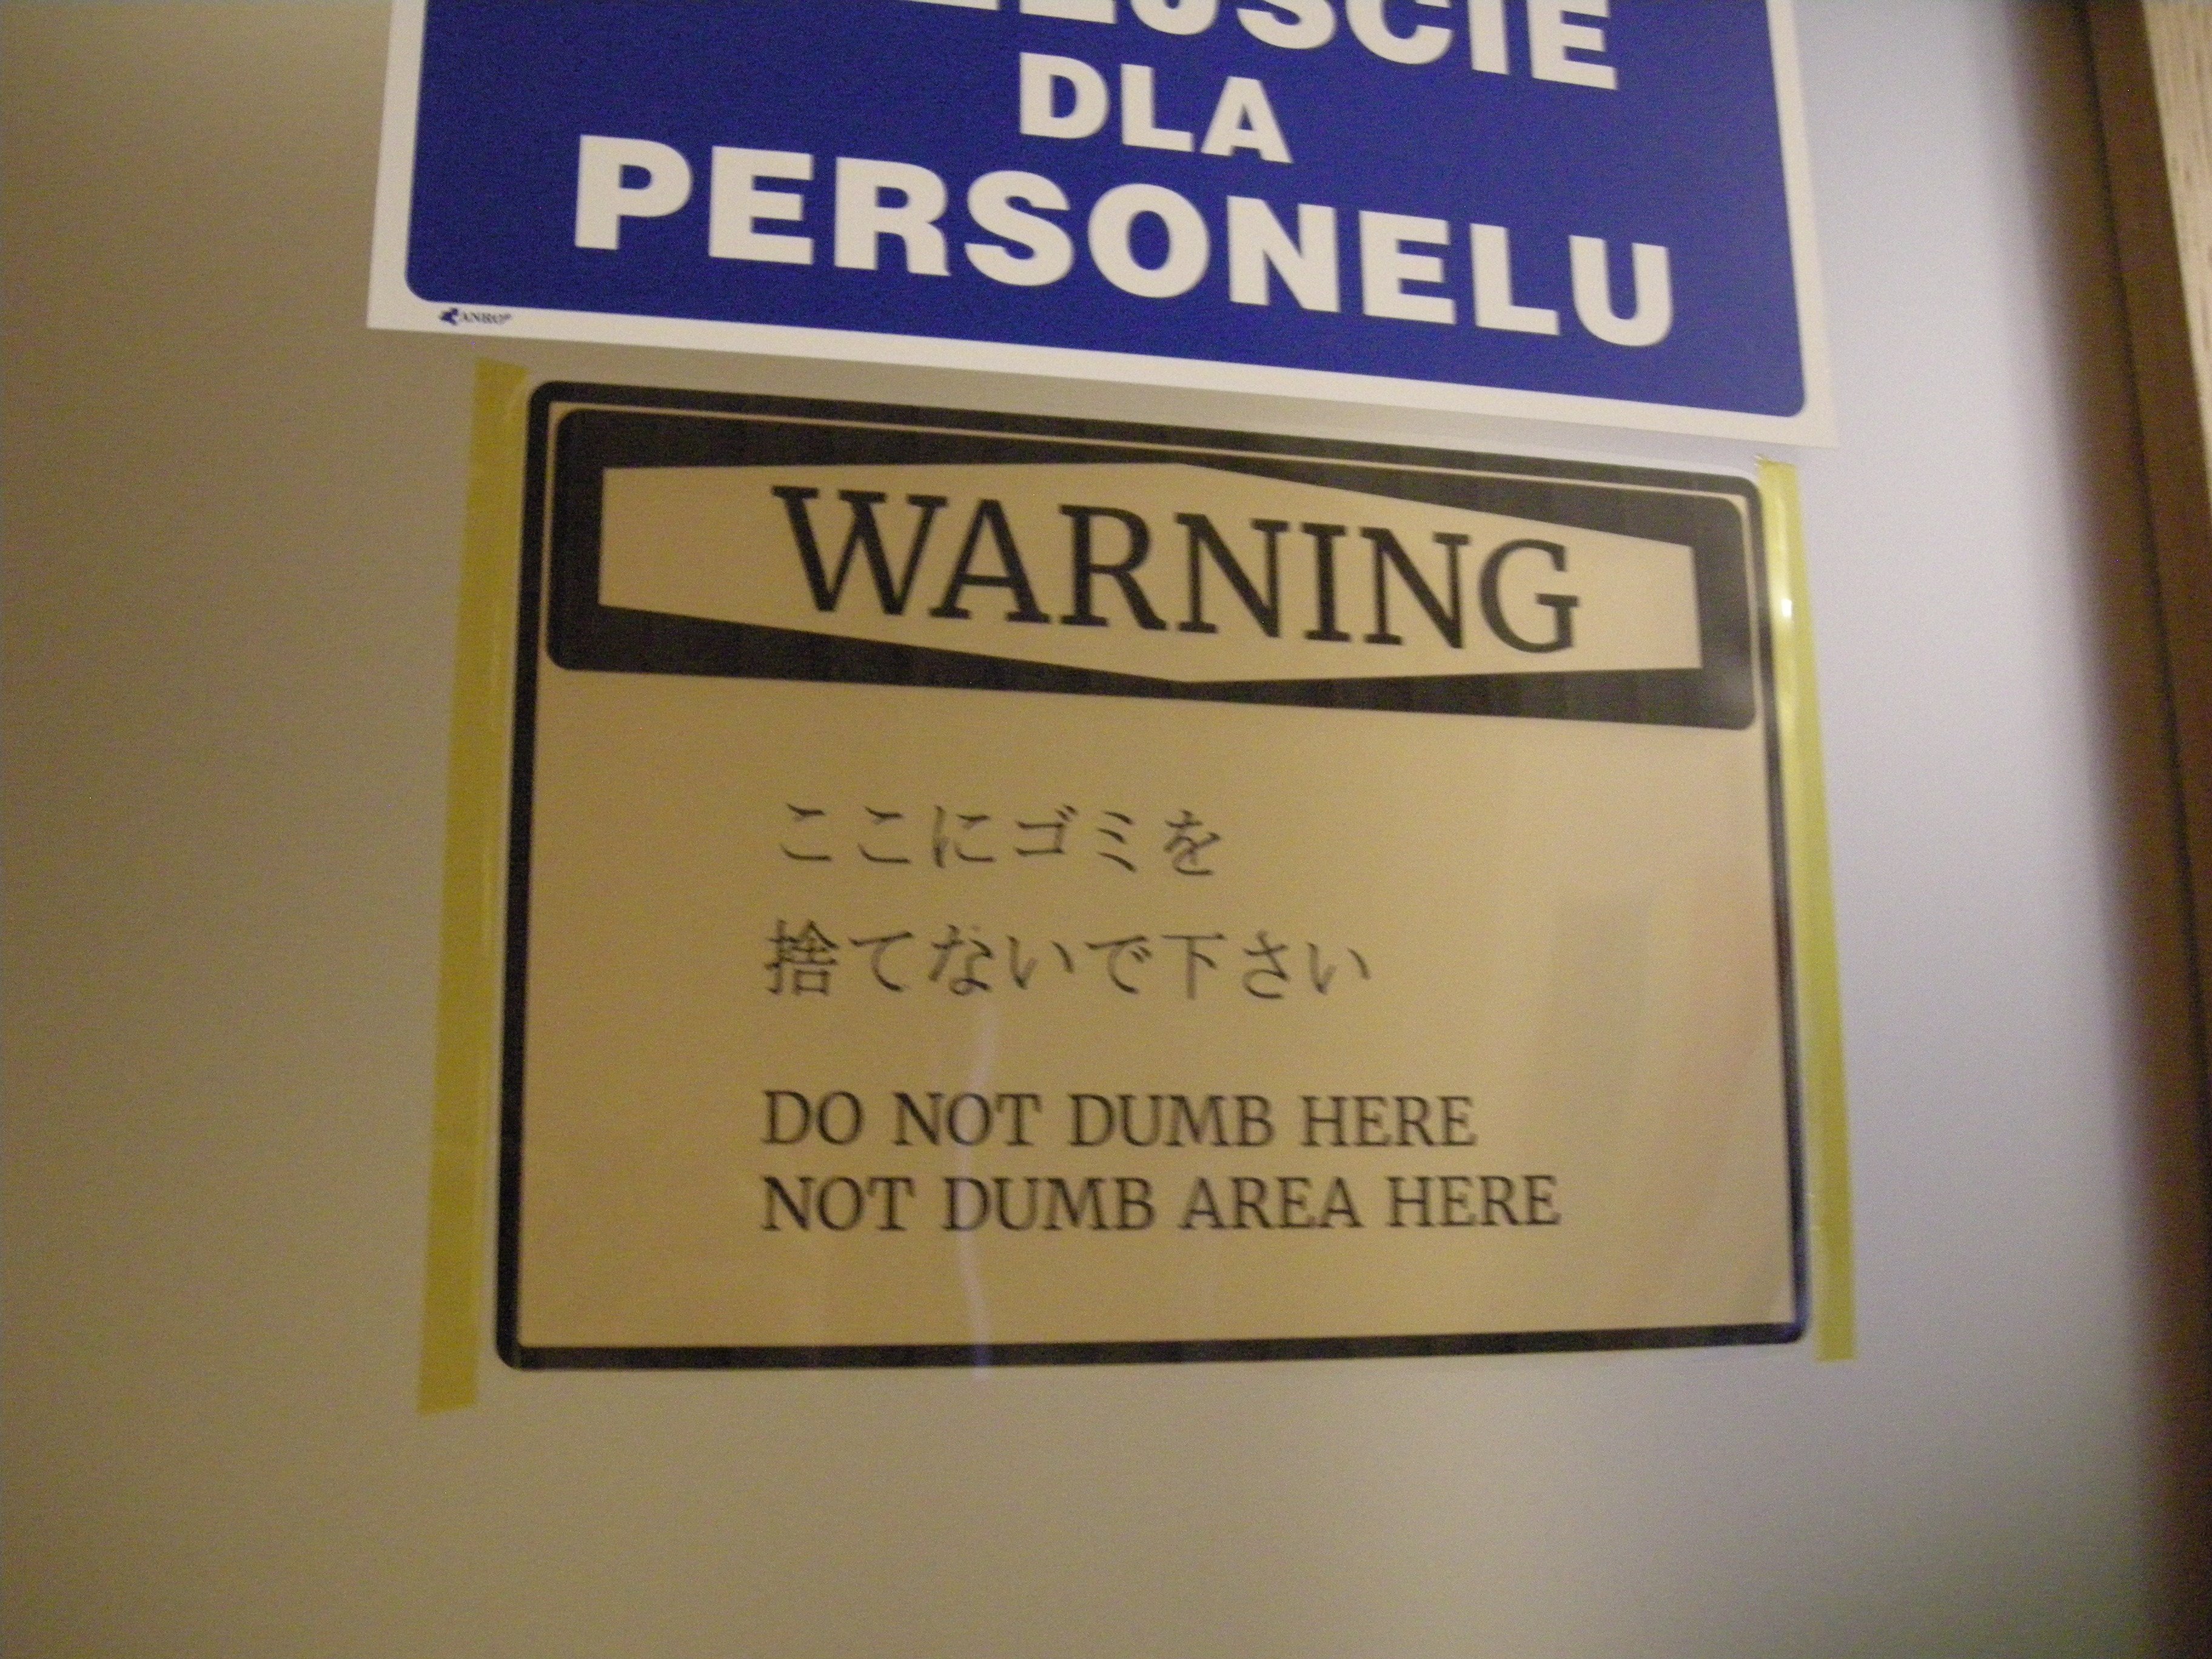 DLA
PERSONELU
WARNING
ここにゴミを
捨てないで下さい
DO NOT DUMB HERE
NOT DUMB AREA HERE